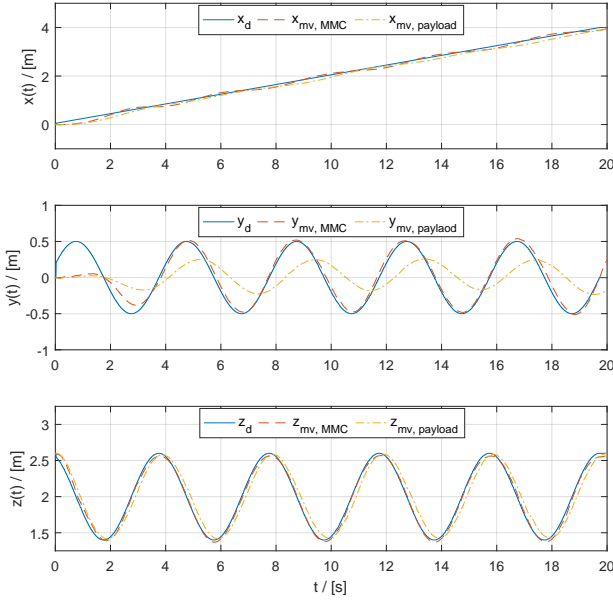 x_d x_mv, MMC x_mv, payload
4
2
0
x(t) / [m]
0 2 4 6 8 10 12 14 16 18 20
y_d y_mv, MMC y_mv, paylaod
1
0.5
0
-0.5
-1
y(t) / [m]
0 2 4 6 8 10 12 14 16 18 20
z_d z_mv, MMC z_mv, payload
3
2.5
2
1.5
z(t) / [m]
0 2 4 6 8 10 12 14 16 18 20
t / [s]